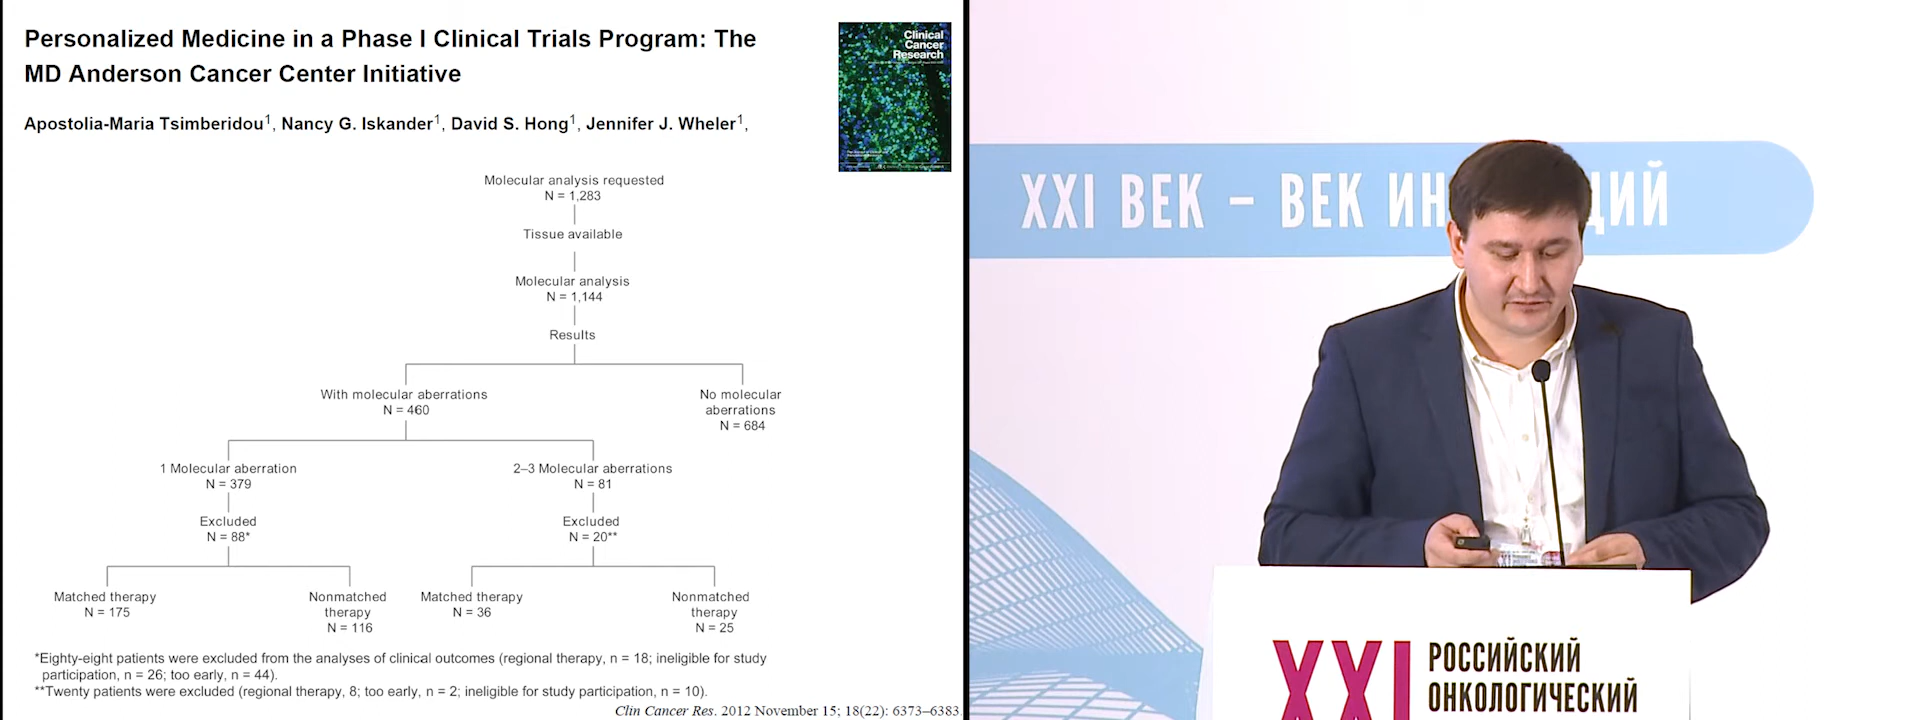 Personalized Medicine in a Phase I Clinical Trials Program: The
MD Anderson Cancer Center Initiative
Clinical
Cancer
Research
Apostolia-Maria Tsimberidou1, Nancy G. Iskander1, David S. Hong1, Jennifer J. Wheler1,
Molecular analysis requested
N = 1,283
Tissue available
Molecular analysis
N = 1,144
Results
With molecular aberrations
N = 460
No molecular
aberrations
N = 684
1 Molecular aberration
N = 379
2–3 Molecular aberrations
N = 81
Excluded
N = 88*
Excluded
N = 20**
Matched therapy
N = 175
Nonmatched
therapy
N = 116
Matched therapy
N = 36
Nonmatched
therapy
N = 25
*Eighty-eight patients were excluded from the analyses of clinical outcomes (regional therapy, n = 18; ineligible for study
participation, n = 26; too early, n = 44).
**Twenty patients were excluded (regional therapy, 8; too early, n = 2; ineligible for study participation, n = 10).
Clin Cancer Res. 2012 November 15; 18(22): 6373–6383
XXI ВЕК – ВЕК ИН ЦИЙ
XXI
РОССИЙСКИЙ
ОНКОЛОГИЧЕСКИЙ